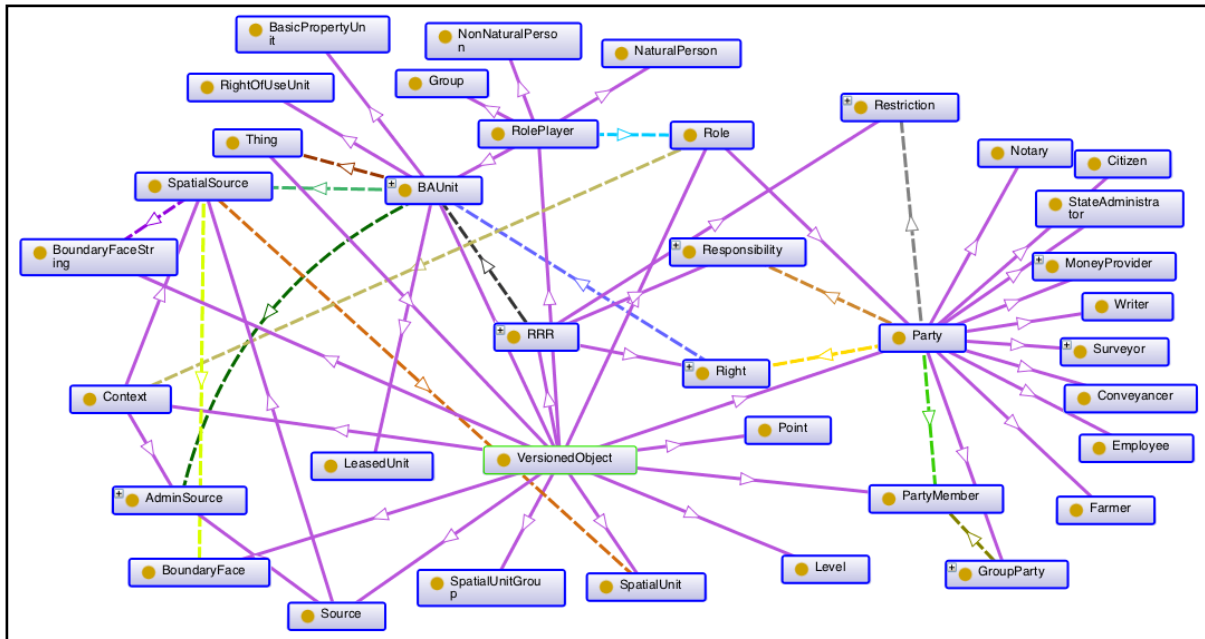 BasicPropertyUn
it
NonNaturalPerso
n
NaturalPerson
RightOfUseUnit
Group
Restriction
Thing
RolePlayer
Role
Notary
Citizen
SpatialSource
BAUnit
StateAdministra
tor
BoundaryFaceStri
ng
Responsibility
MoneyProvider
Writer
RRR
Party
Surveyor
Right
Context
Conveyancer
Point
Employee
LeasedUnit
VersionedObject
AdminSource
PartyMember
Farmer
BoundaryFace
SpatialUnitGrou
p
SpatialUnit
Level
GroupParty
Source